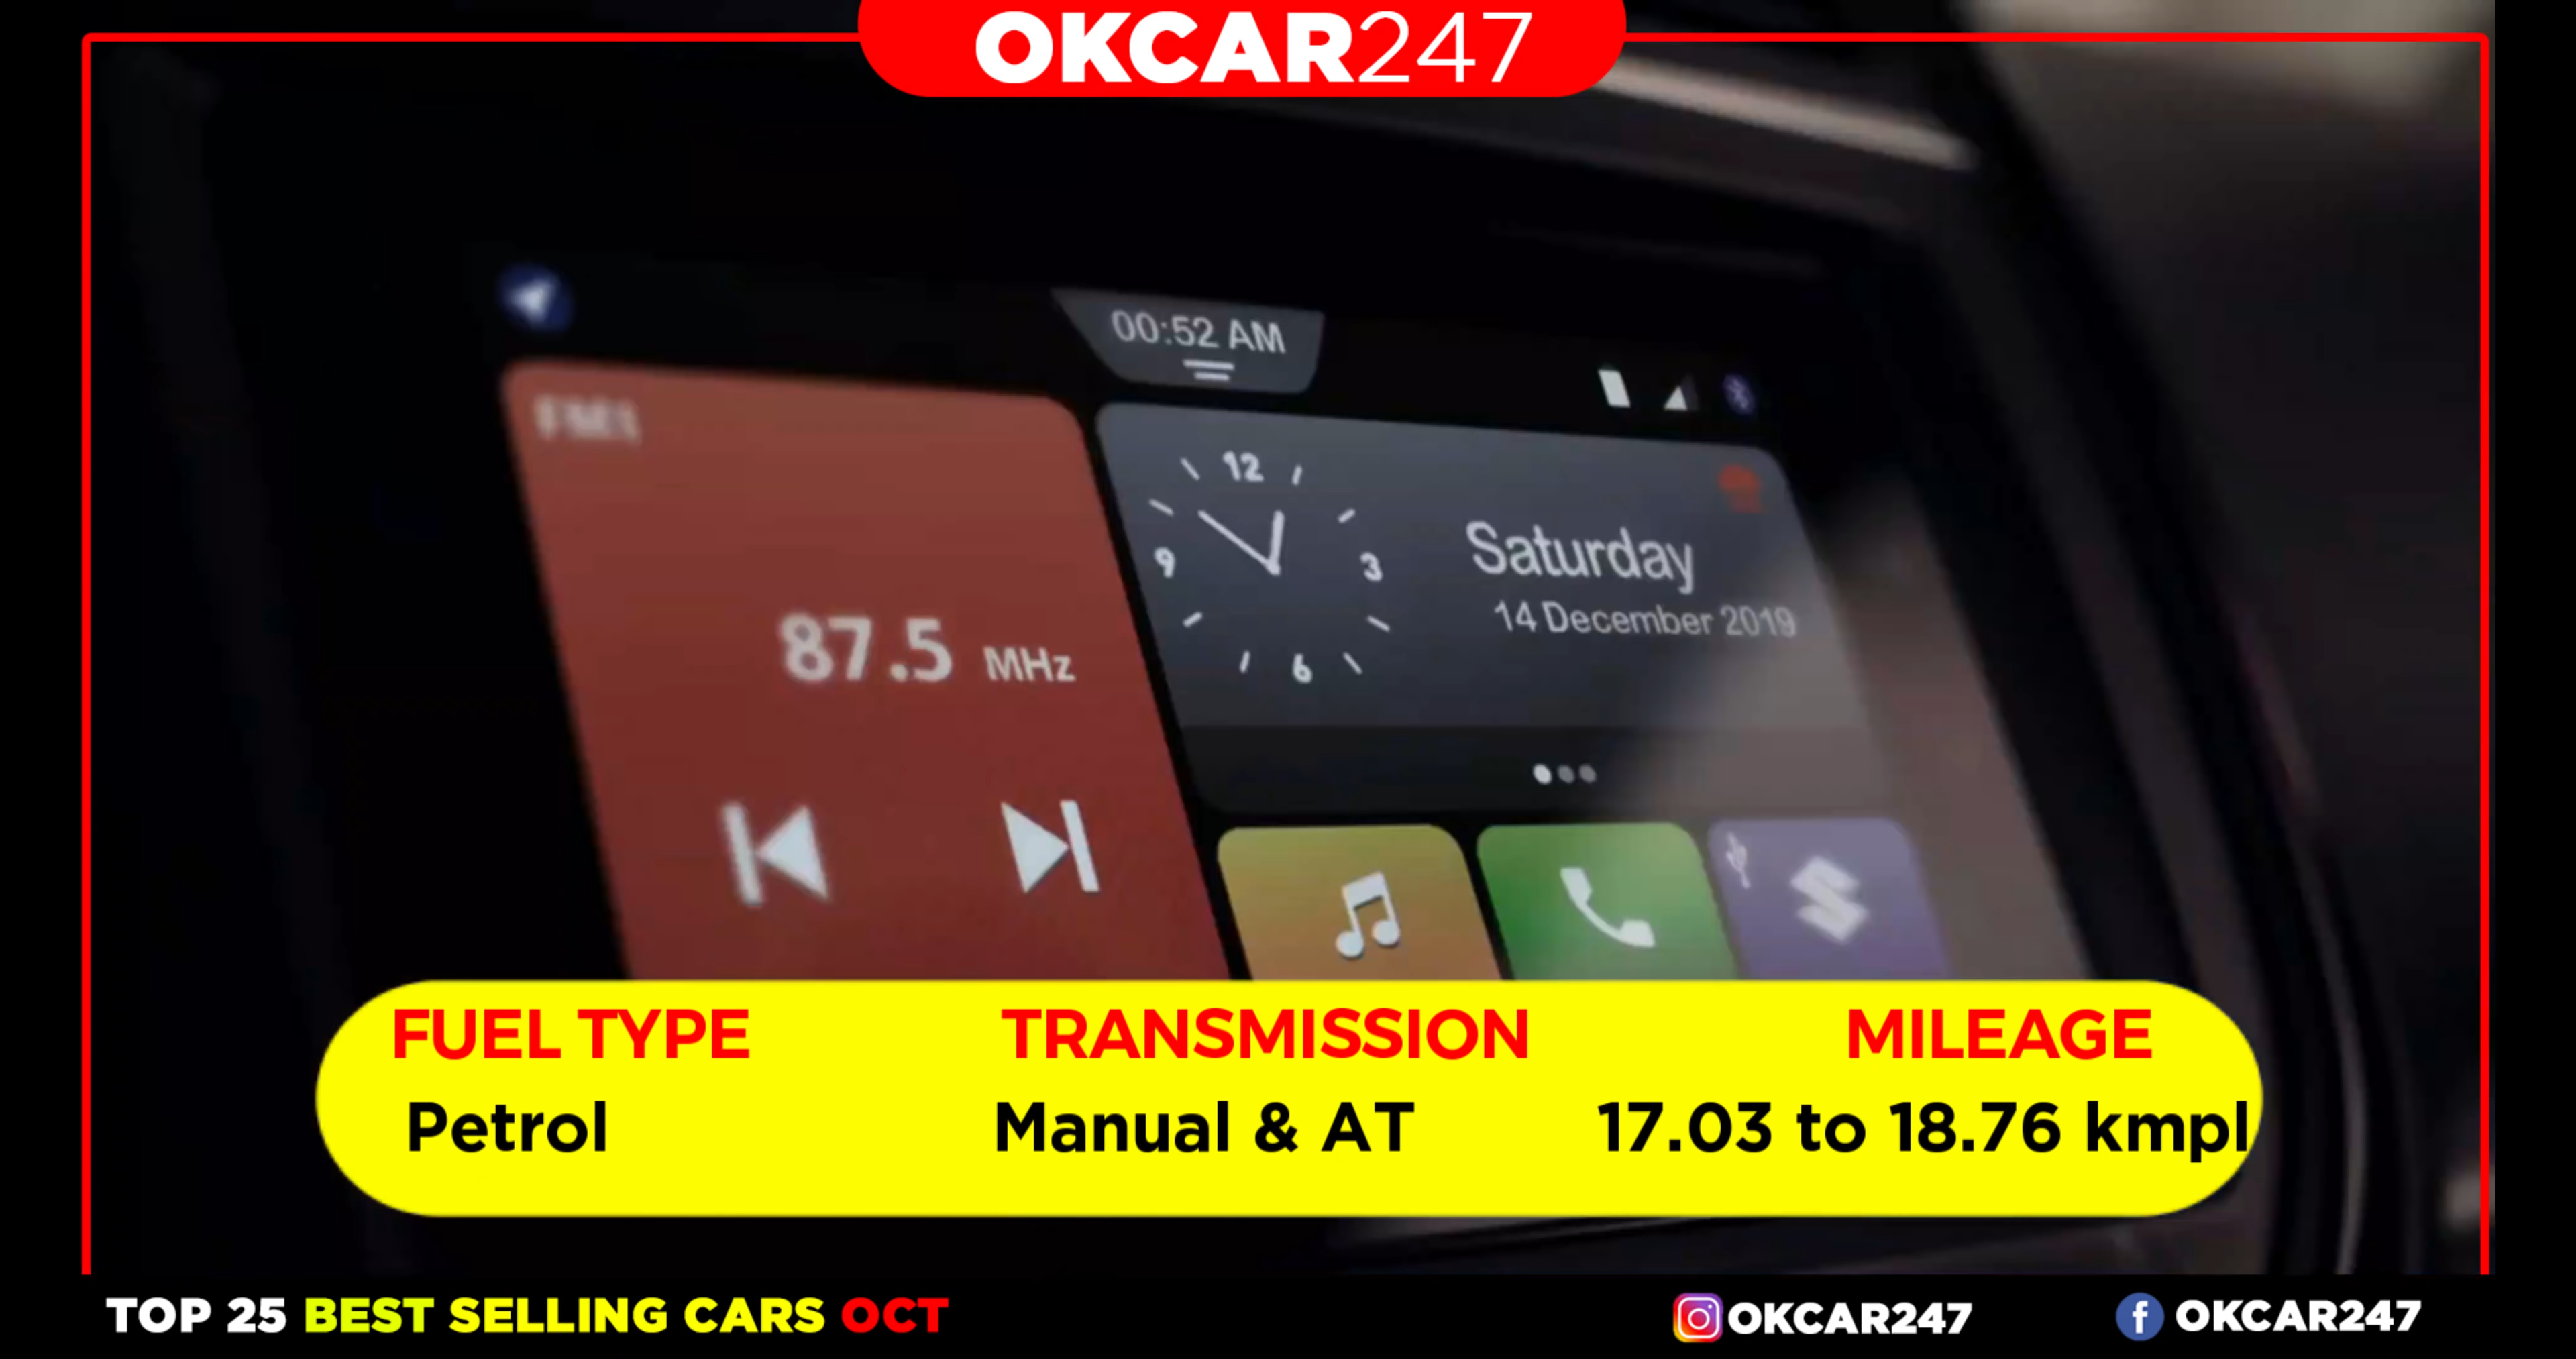 OKCAR247
00:52 AM
FM1
12
9
3
6
Saturday
14 December 2019
87.5 MHz
FUEL TYPE TRANSMISSION MILEAGE
Petrol Manual & AT 17.03 to 18.76 kmpl
TOP 25 BEST SELLING CARS OCT
OKCAR247
OKCAR247